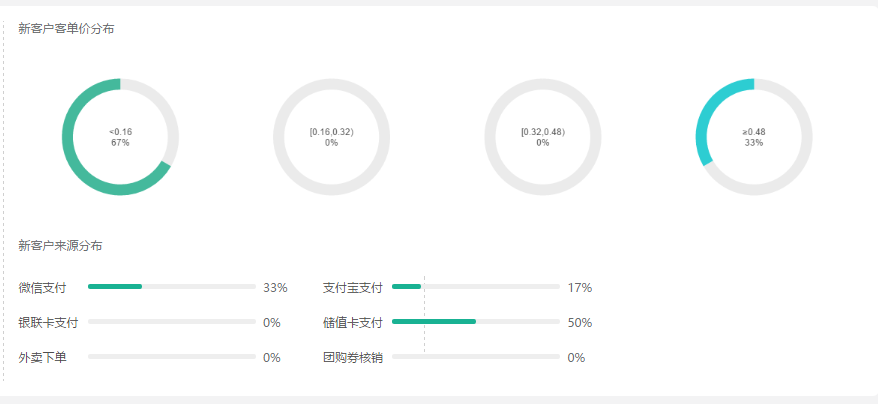 新客户客单价分布
<0.16
67%
[0.16,0.32)
0%
[0.32,0.48)
0%
≥0.48
33%
新客户来源分布
微信支付 33% 支付宝支付 17%
银联卡支付 0% 储值卡支付 50%
外卖下单 0% 团购券核销 0%